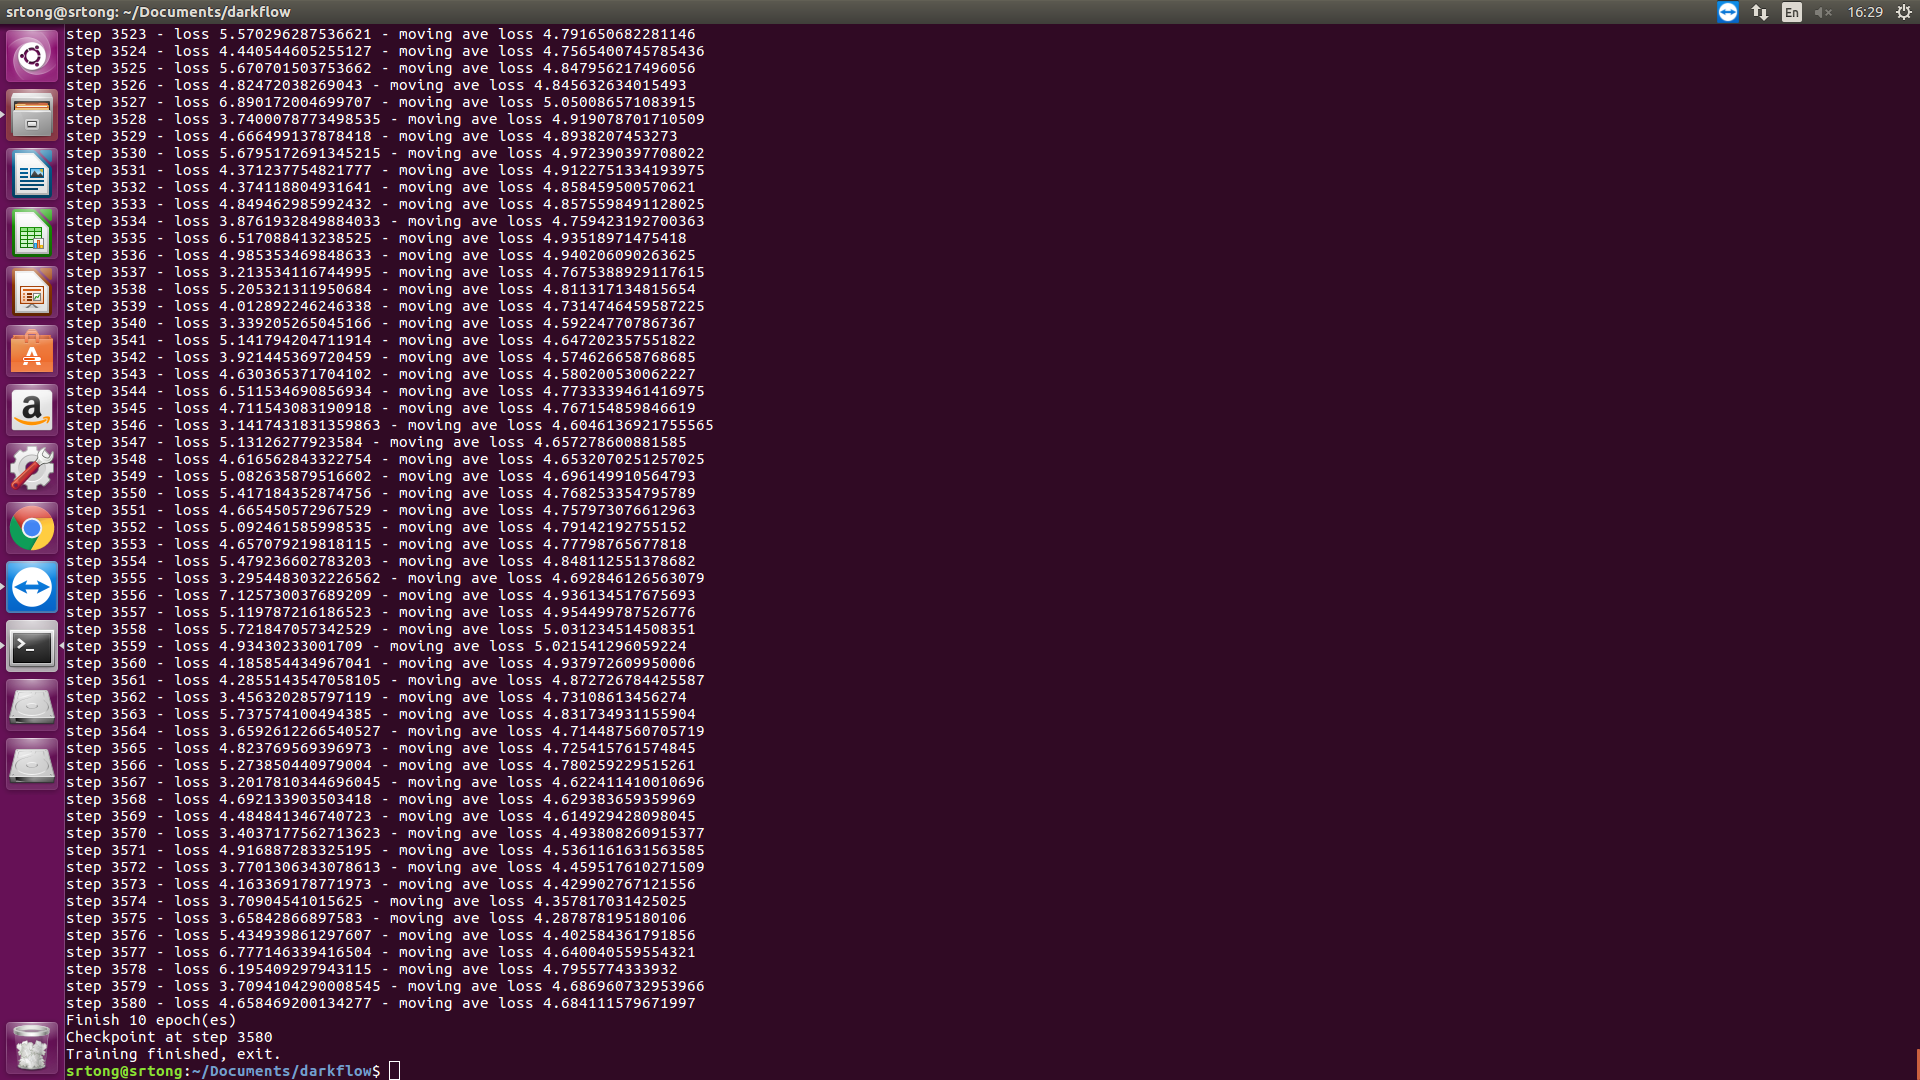 srtong@srtong: ~/Documents/darkflow
En
16:29
step 3523 - loss 5.570296287536621 - moving ave loss 4.791650682281146
step 3524 - loss 4.440544605255127 - moving ave loss 4.7565400745785436
step 3525 - loss 5.670701503753662 - moving ave loss 4.847956217496056
step 3526 - loss 4.82472038269043 - moving ave loss 4.845632634015493
step 3527 - loss 6.890172004699707 - moving ave loss 5.050086571083915
step 3528 - loss 3.7400078773498535 - moving ave loss 4.919078701710509
step 3529 - loss 4.666499137878418 - moving ave loss 4.8938207453273
step 3530 - loss 5.6795172691345215 - moving ave loss 4.972390397708022
step 3531 - loss 4.371237754821777 - moving ave loss 4.9122751334193975
step 3532 - loss 4.374118804931641 - moving ave loss 4.858459500570621
step 3533 - loss 4.849462985992432 - moving ave loss 4.8575598491128025
step 3534 - loss 3.8761932849884033 - moving ave loss 4.759423192700363
step 3535 - loss 6.517088413238525 - moving ave loss 4.93518971475418
step 3536 - loss 4.985353469848633 - moving ave loss 4.940206090263625
step 3537 - loss 3.213534116744995 - moving ave loss 4.7675388929117615
step 3538 - loss 5.205321311950684 - moving ave loss 4.811317134815654
step 3539 - loss 4.012892246246338 - moving ave loss 4.7314746459587225
step 3540 - loss 3.339205265045166 - moving ave loss 4.592247707867367
step 3541 - loss 5.141794204711914 - moving ave loss 4.647202357551822
step 3542 - loss 3.921445369720459 - moving ave loss 4.574626658768685
step 3543 - loss 4.630365371704102 - moving ave loss 4.580200530062227
step 3544 - loss 6.511534690856934 - moving ave loss 4.7733339461416975
step 3545 - loss 4.711543083190918 - moving ave loss 4.767154859846619
step 3546 - loss 3.1417431831359863 - moving ave loss 4.6046136921755565
step 3547 - loss 5.13126277923584 - moving ave loss 4.657278600881585
step 3548 - loss 4.616562843322754 - moving ave loss 4.6532070251257025
step 3549 - loss 5.082635879516602 - moving ave loss 4.696149910564793
step 3550 - loss 5.417184352874756 - moving ave loss 4.768253354795789
step 3551 - loss 4.665450572967529 - moving ave loss 4.757973076612963
step 3552 - loss 5.092461585998535 - moving ave loss 4.79142192755152
step 3553 - loss 4.657079219818115 - moving ave loss 4.77798765677818
step 3554 - loss 5.479236602783203 - moving ave loss 4.848112551378682
step 3555 - loss 3.2954483032226562 - moving ave loss 4.692846126563079
step 3556 - loss 7.125730037689209 - moving ave loss 4.936134517675693
step 3557 - loss 5.119787216186523 - moving ave loss 4.954499787526776
step 3558 - loss 5.721847057342529 - moving ave loss 5.031234514508351
step 3559 - loss 4.93430233001709 - moving ave loss 5.021541296059224
step 3560 - loss 4.185854434967041 - moving ave loss 4.937972609950006
step 3561 - loss 4.2855143547058105 - moving ave loss 4.872726784425587
step 3562 - loss 3.456320285797119 - moving ave loss 4.73108613456274
step 3563 - loss 5.737574100494385 - moving ave loss 4.831734931155904
step 3564 - loss 3.6592612266540527 - moving ave loss 4.714487560705719
step 3565 - loss 4.823769569396973 - moving ave loss 4.725415761574845
step 3566 - loss 5.273850440979004 - moving ave loss 4.780259229515261
step 3567 - loss 3.2017810344696045 - moving ave loss 4.622411410010696
step 3568 - loss 4.692133903503418 - moving ave loss 4.629383659359969
step 3569 - loss 4.484841346740723 - moving ave loss 4.614929428098045
step 3570 - loss 3.4037177562713623 - moving ave loss 4.493808260915377
step 3571 - loss 4.916887283325195 - moving ave loss 4.5361161631563585
step 3572 - loss 3.7701306343078613 - moving ave loss 4.459517610271509
step 3573 - loss 4.163369178771973 - moving ave loss 4.429902767121556
step 3574 - loss 3.70904541015625 - moving ave loss 4.357817031425025
step 3575 - loss 3.65842866897583 - moving ave loss 4.287878195180106
step 3576 - loss 5.434939861297607 - moving ave loss 4.402584361791856
step 3577 - loss 6.777146339416504 - moving ave loss 4.640040559554321
step 3578 - loss 6.195409297943115 - moving ave loss 4.7955774333932
step 3579 - loss 3.7094104290008545 - moving ave loss 4.686960732953966
step 3580 - loss 4.658469200134277 - moving ave loss 4.684111579671997
Finish 10 epoch(es)
Checkpoint at step 3580
Training finished, exit.
srtong@srtong:~/Documents/darkflow$